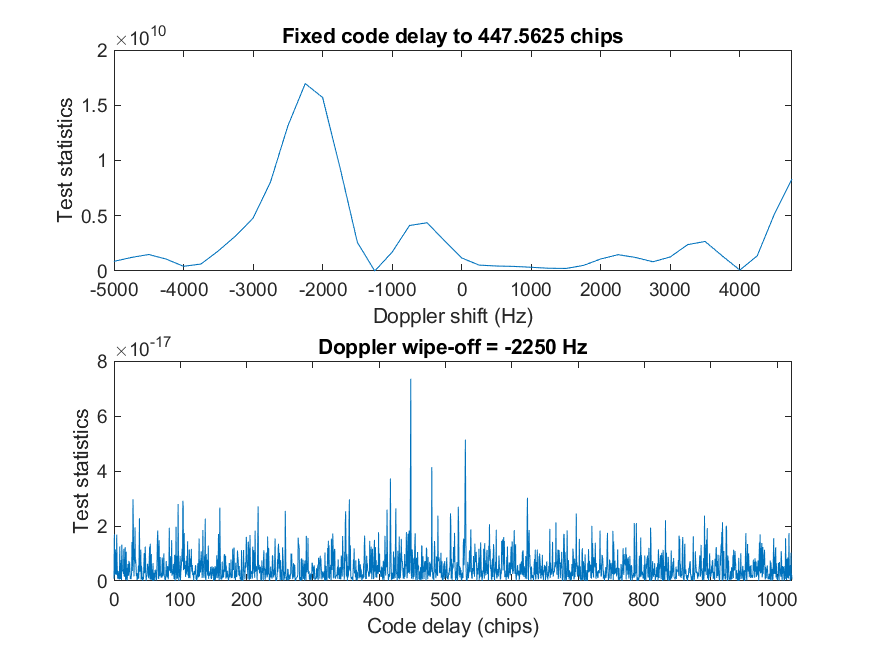 Fixed code delay to 447.5625 chips
×10^10
2
1.5
1
0.5
0
Test statistics
-5000 -4000 -3000 -2000 -1000 0 1000 2000 3000 4000
Doppler shift (Hz)
Doppler wipe-off = -2250 Hz
×10^-17
8
6
4
2
0
Test statistics
0 100 200 300 400 500 600 700 800 900 1000
Code delay (chips)